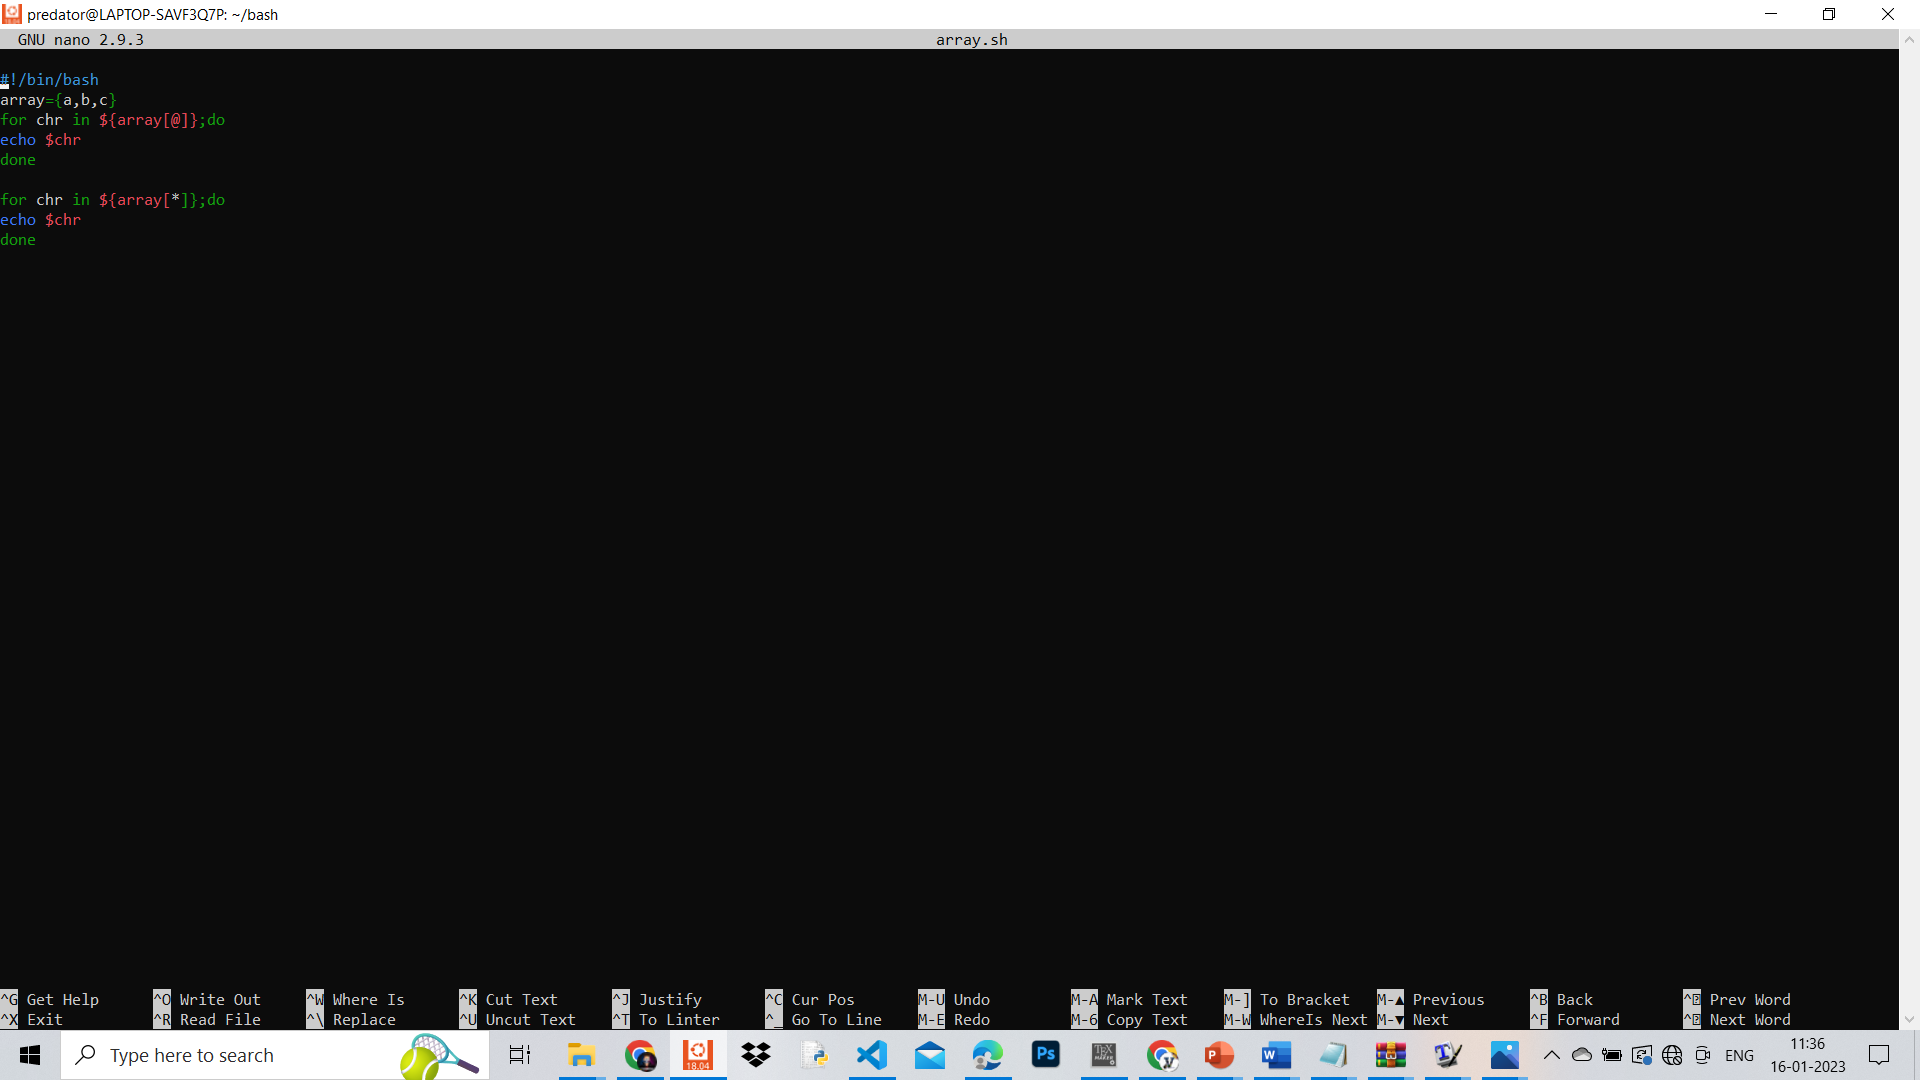 predator@LAPTOP-SAVF3Q7P: ~/bash
GNU nano 2.9.3 array.sh
#!/bin/bash
array={a,b,c}
for chr in ${array[@]};do
echo $chr
done
for chr in ${array[*]};do
echo $chr
done
^G Get Help ^O Write Out ^W Where Is ^K Cut Text ^J Justify ^C Cur Pos M-U Undo M-A Mark Text M-] To Bracket M-▲ Previous ^B Back Prev Word
^X Exit ^R Read File ^\ Replace ^U Uncut Text ^T To Linter ^_ Go To Line M-E Redo M-6 Copy Text M-W WhereIs Next M-▼ Next ^F Forward Next Word
Type here to search
18.04
Ps
TEX
P
W
ENG
11:36
16-01-2023